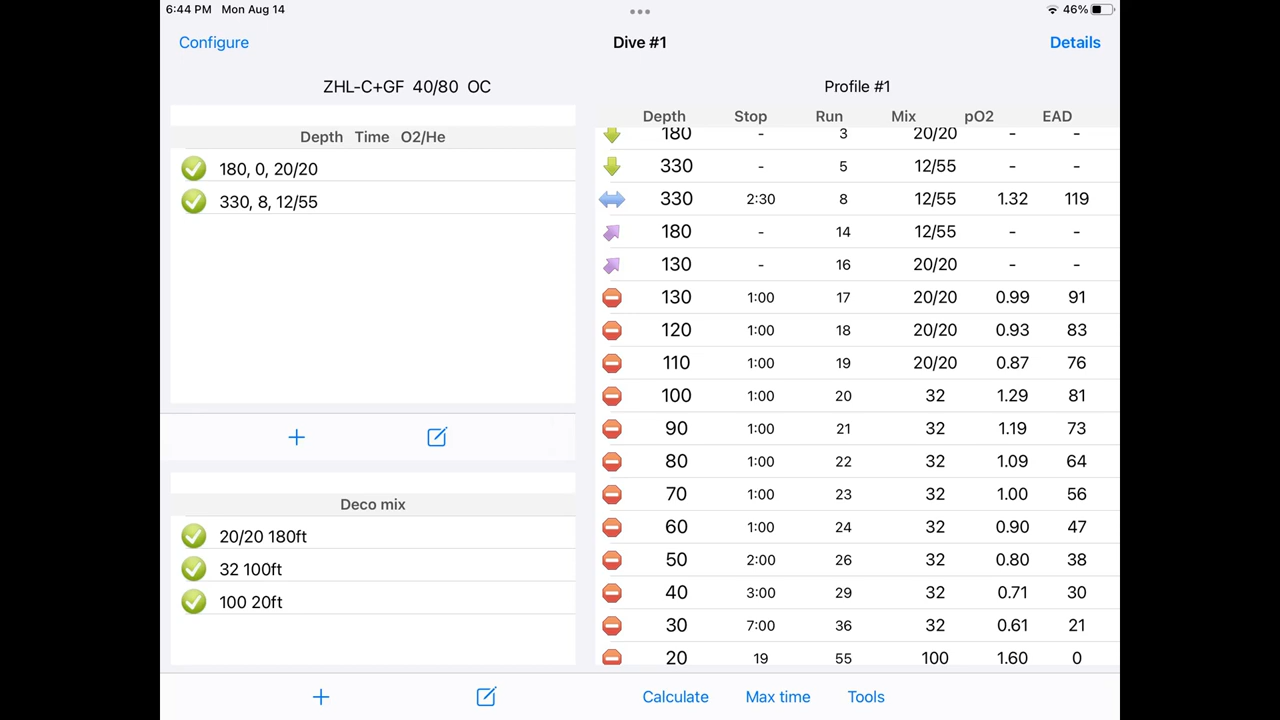 6:44 PM Mon Aug 14
46%
Configure
Dive #1
Details
ZHL-C+GF 40/80 OC
Depth Time O2/He
180, 0, 20/20
330, 8, 12/55
Deco mix
20/20 180ft
32 100ft
100 20ft
Profile #1
Depth Stop Run Mix pO2 EAD
180 - 3 20/20 - -
330 - 5 12/55 - -
330 2:30 8 12/55 1.32 119
180 - 14 12/55 - -
130 - 16 20/20 - -
130 1:00 17 20/20 0.99 91
120 1:00 18 20/20 0.93 83
110 1:00 19 20/20 0.87 76
100 1:00 20 32 1.29 81
90 1:00 21 32 1.19 73
80 1:00 22 32 1.09 64
70 1:00 23 32 1.00 56
60 1:00 24 32 0.90 47
50 2:00 26 32 0.80 38
40 3:00 29 32 0.71 30
30 7:00 36 32 0.61 21
20 19 55 100 1.60 0
Calculate Max time Tools